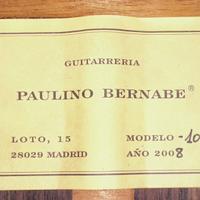 GUITARRERIA
PAULINO BERNABE®
LOTO, 15 MODELO -10
28029 MADRID AÑO 2008